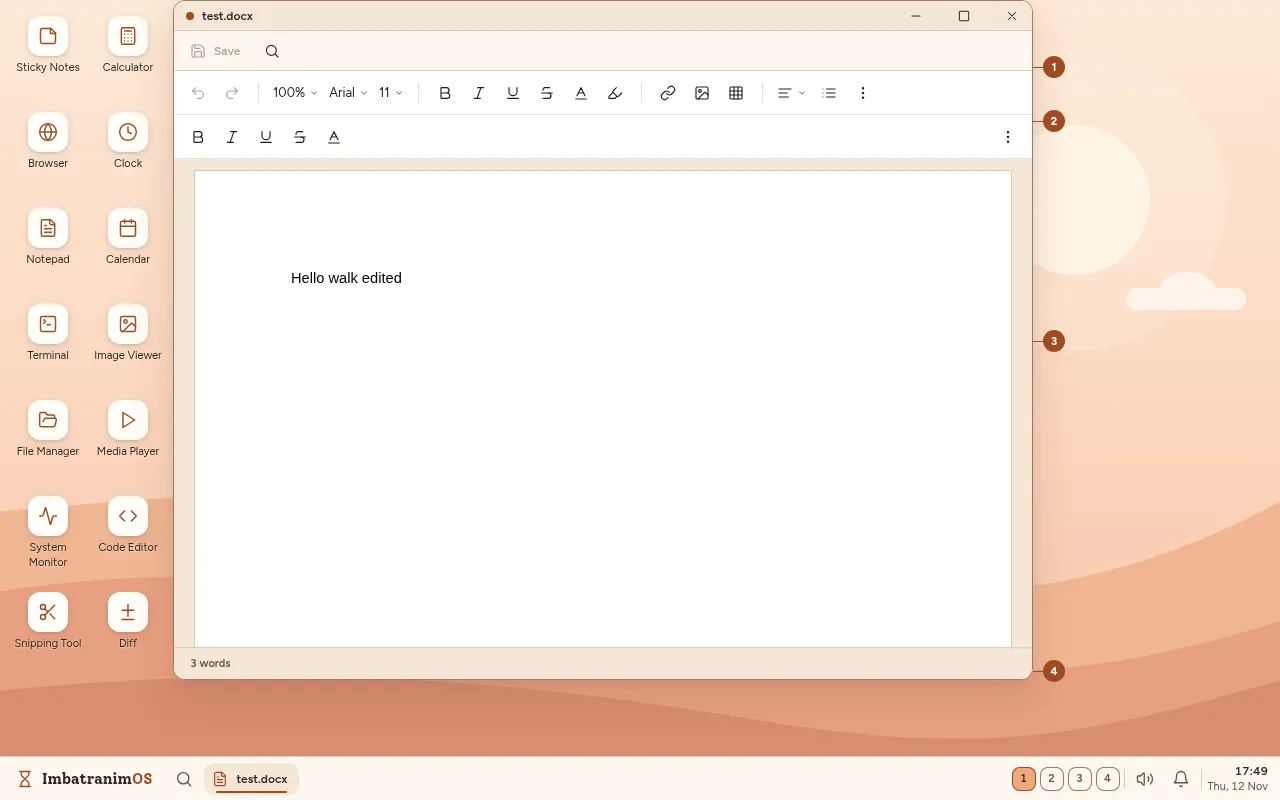 test.docx
Save
100% Arial 11
Hello walk edited
3 words
Sticky Notes
Calculator
Browser
Clock
Notepad
Calendar
Terminal
Image Viewer
File Manager
Media Player
System
Monitor
Code Editor
Snipping Tool
Diff
1
2
3
4
ImbatranimOS
test.docx
1 2 3 4
17:49
Thu, 12 Nov